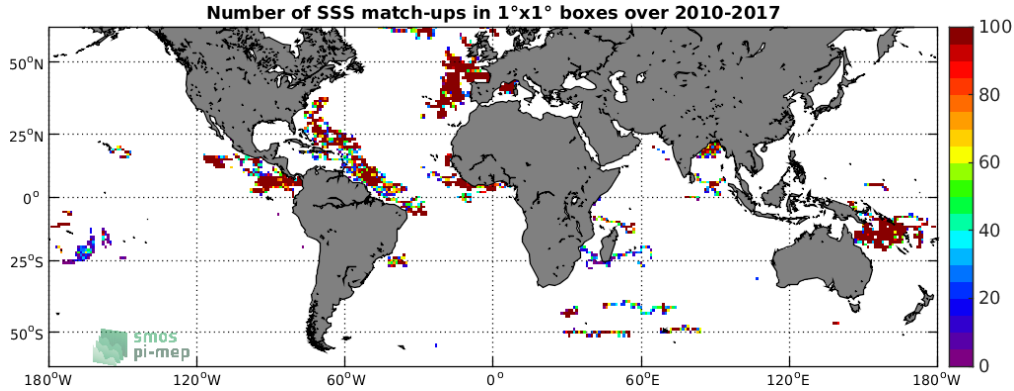 Number of SSS match-ups in 1°x1° boxes over 2010-2017
50°N
25°N
0°
25°S
50°S
180°W 120°W 60°W 0° 60°E 120°E 180°E
100
80
60
40
20
0
smos
pi-mep